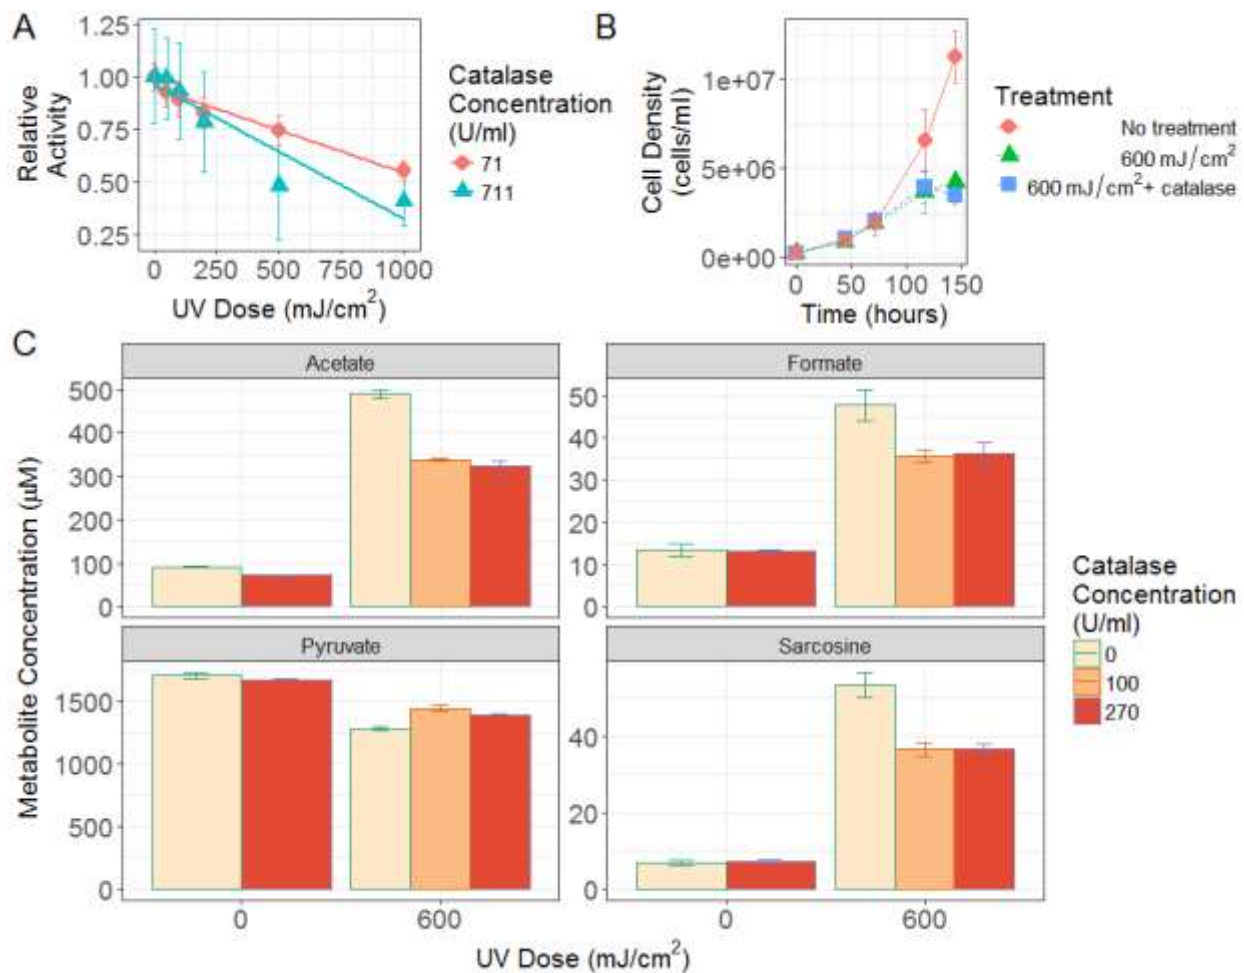 A
1.25
1.00
0.75
0.50
0.25
Relative
Activity
0 250 500 750 1000
UV Dose (mJ/cm²)
Catalase
Concentration
(U/ml)
71
711
B
1e+07
5e+06
0e+00
Cell Density
(cells/ml)
0 50 100 150
Time (hours)
Treatment
No treatment
600 mJ/cm²
600 mJ/cm²+ catalase
C
Metabolite Concentration (µM)
Acetate
500
400
300
200
100
0
Formate
50
40
30
20
10
0
Pyruvate
1500
1000
500
0
Sarcosine
40
20
0
0 600
0 600
UV Dose (mJ/cm²)
Catalase
Concentration
(U/ml)
0
100
270